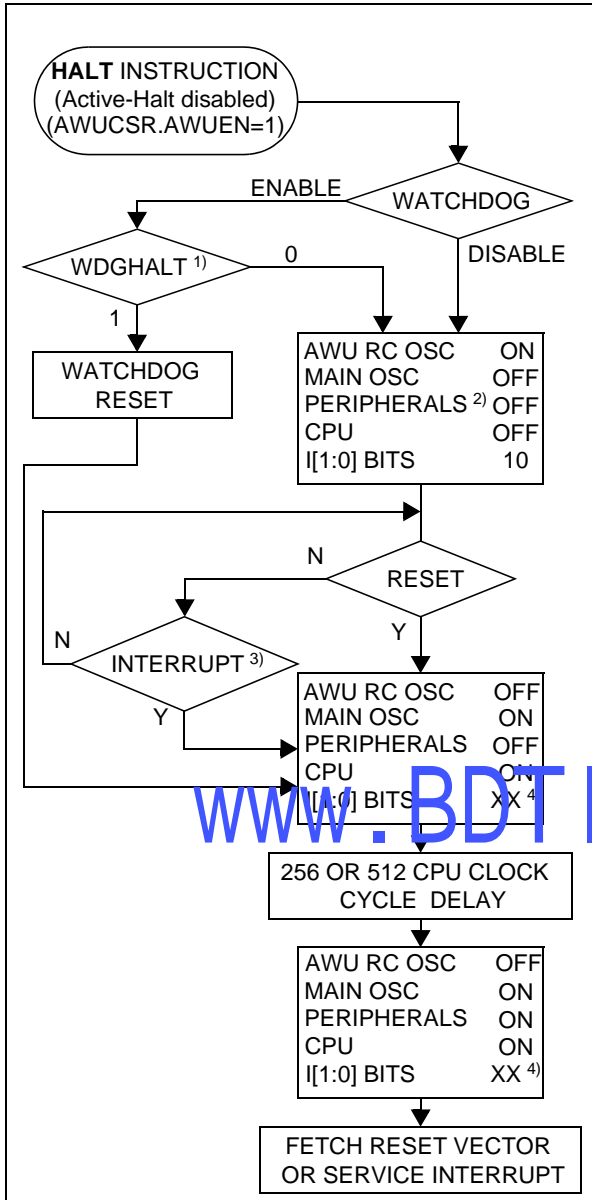 HALT INSTRUCTION
(Active-Halt disabled)
(AWUCSR.AWUEN=1)
ENABLE
WATCHDOG
WDGHALT 1)
0
DISABLE
1
WATCHDOG
RESET
AWU RC OSC ON
MAIN OSC OFF
PERIPHERALS 2) OFF
CPU OFF
I[1:0] BITS 10
N
RESET
N
INTERRUPT 3)
Y
Y
AWU RC OSC OFF
MAIN OSC ON
PERIPHERALS OFF
CPU ON
I[1:0] BITS XX 4)
www.BDT
256 OR 512 CPU CLOCK
CYCLE DELAY
AWU RC OSC OFF
MAIN OSC ON
PERIPHERALS ON
CPU ON
I[1:0] BITS XX 4)
FETCH RESET VECTOR
OR SERVICE INTERRUPT